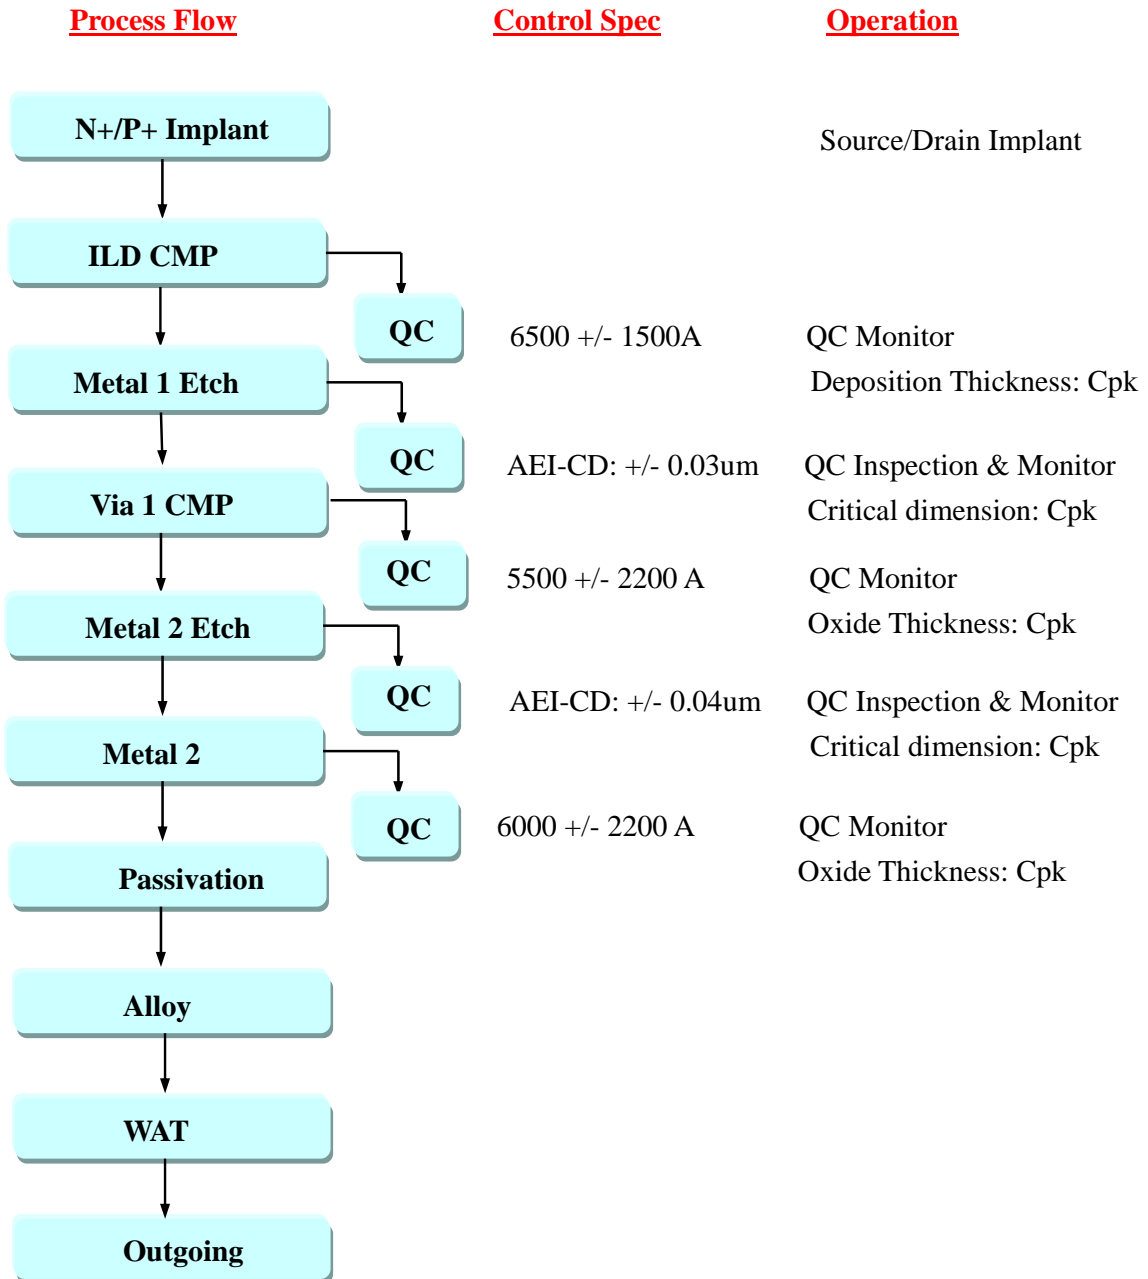 Process Flow Control Spec Operation
N+/P+ Implant
Source/Drain Implant
ILD CMP
QC 6500 +/- 1500A QC Monitor
Metal 1 Etch Deposition Thickness: Cpk
QC AEI-CD: +/- 0.03um QC Inspection & Monitor
Via 1 CMP Critical dimension: Cpk
QC 5500 +/- 2200 A QC Monitor
Metal 2 Etch Oxide Thickness: Cpk
QC AEI-CD: +/- 0.04um QC Inspection & Monitor
Metal 2 Critical dimension: Cpk
QC 6000 +/- 2200 A QC Monitor
Passivation Oxide Thickness: Cpk
Alloy
WAT
Outgoing